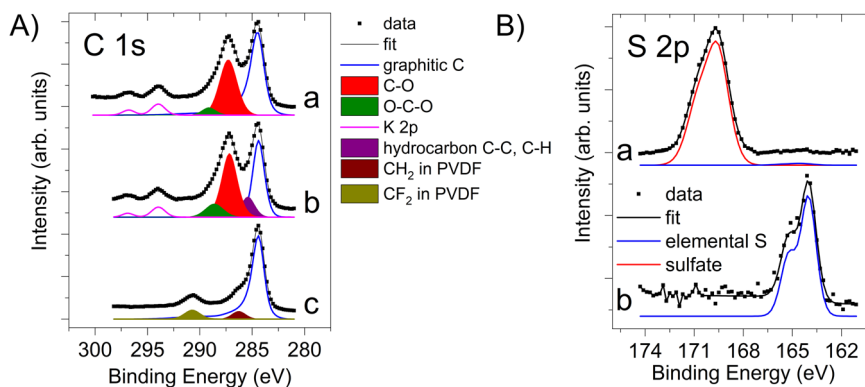 A)
C 1s
Intensity (arb. units)
a
b
c
300 295 290 285 280
Binding Energy (eV)
data
fit
graphitic C
C-O
O-C-O
K 2p
hydrocarbon C-C, C-H
CH2 in PVDF
CF2 in PVDF
B)
S 2p
Intensity (arb. units)
a
data
fit
elemental S
sulfate
b
174 171 168 165 162
Binding Energy (eV)